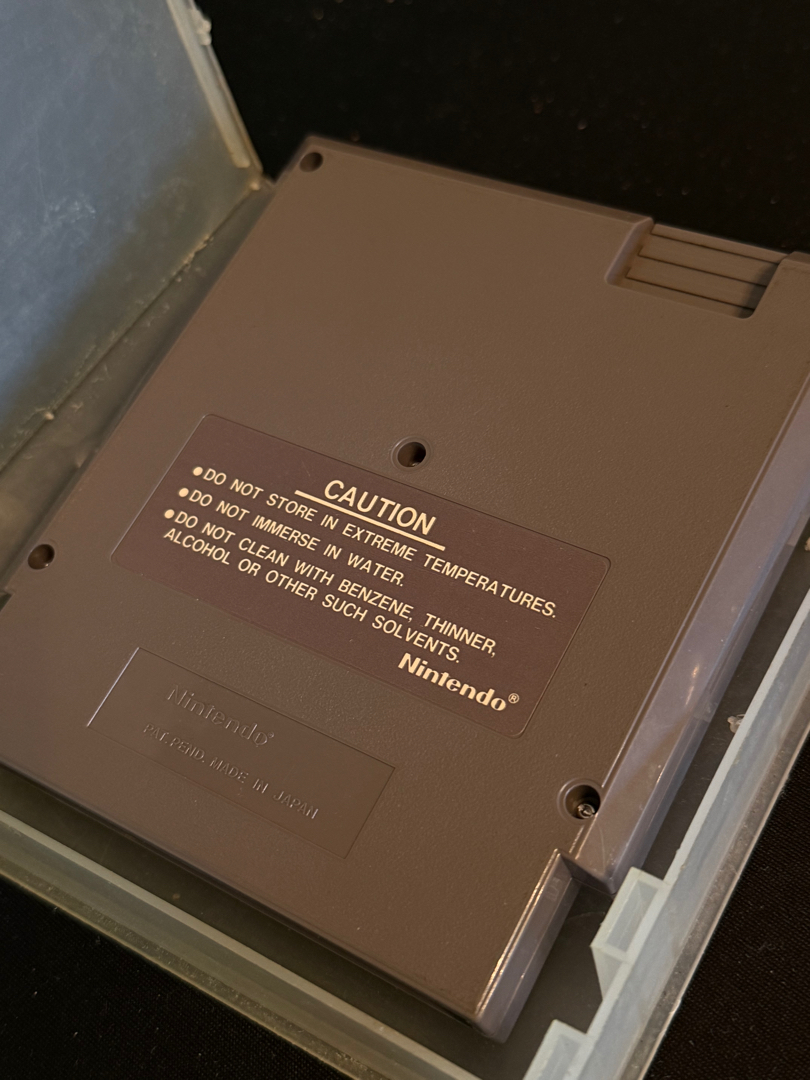 CAUTION
●DO NOT STORE IN EXTREME TEMPERATURES.
●DO NOT IMMERSE IN WATER.
●DO NOT CLEAN WITH BENZENE, THINNER,
ALCOHOL OR OTHER SUCH SOLVENTS.
Nintendo®
Nintendo®
PAT. PEND. MADE IN JAPAN